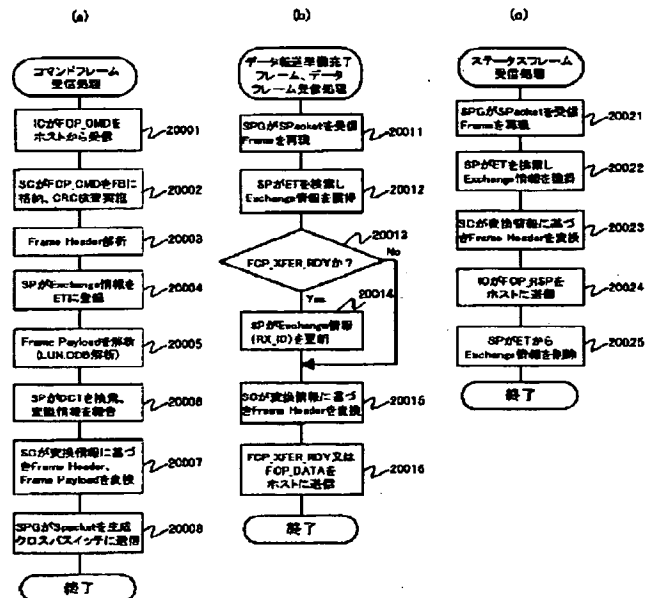 (a)
コマンドフレーム
受信処理
ICがFCP_CMDを
ホストから受信
20001
SCがFCP_CMDをFBに
格納、CRC検査実施
20002
Frame Header解析
20003
SPがExchange情報を
ETに登録
20004
Frame Payloadを解析
(LUN,CDB解析)
20005
SPがDCTを検索、
変換情報を報告
20006
SCが変換情報に基づ
きFrame Header、
Frame Payloadを変換
20007
SPGがSpacketを生成
クロスバスイッチに送信
20008
終了
(b)
データ転送準備完了
フレーム、データ
フレーム受信処理
SPGがSPacketを受信
Frameを再現
20011
SPがETを検索し
Exchange情報を獲得
20012
FCP_XFER_RDYか?
20013
No
Yes
SPがExchange情報
(RX_ID)を更新
20014
SCが変換情報に基づ
きFrame Headerを変換
20015
FCP_XFER_RDY又は
FCP_DATAを
ホストに送信
20016
終了
(c)
ステータスフレーム
受信処理
SPGがSPacketを受信
Frameを再現
20021
SPがETを検索し
Exchange情報を獲得
20022
SCが変換情報に基づ
きFrame Headerを変換
20023
ICがFCP_RSPを
ホストに送信
20024
SPがETから
Exchange情報を削除
20025
終了